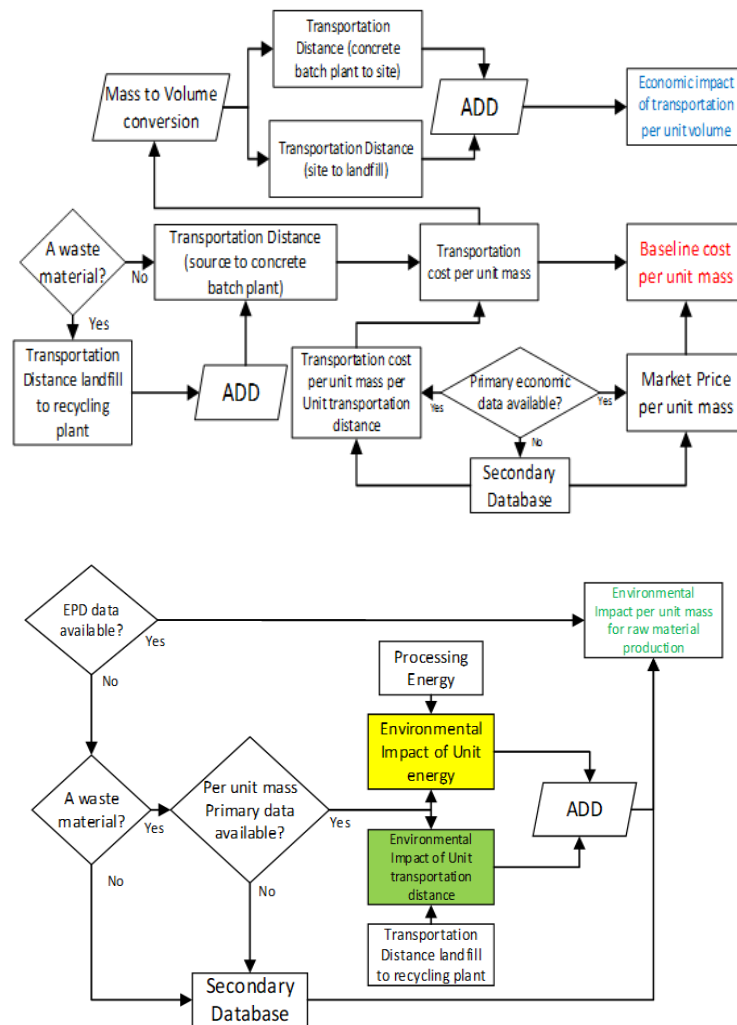 Transportation
Distance (concrete
batch plant to site)
Mass to Volume
conversion
ADD
Economic impact
of transportation
per unit volume
Transportation Distance
(site to landfill)
A waste
material?
No
Yes
Transportation Distance
(source to concrete
batch plant)
Transportation
cost per unit mass
Baseline cost
per unit mass
Transportation
Distance landfill
to recycling
plant
ADD
Transportation cost
per unit mass per
Unit transportation
distance
Yes
Primary economic
data available?
Yes
No
Market Price
per unit mass
Secondary
Database
EPD data
available?
Yes
No
Environmental
Impact per unit mass
for raw material
production
Processing
Energy
Environmental
Impact of Unit
energy
A waste
material?
Yes
No
Per unit mass
Primary data
available?
Yes
No
ADD
Environmental
Impact of Unit
transportation
distance
Transportation
Distance landfill
to recycling plant
Secondary
Database